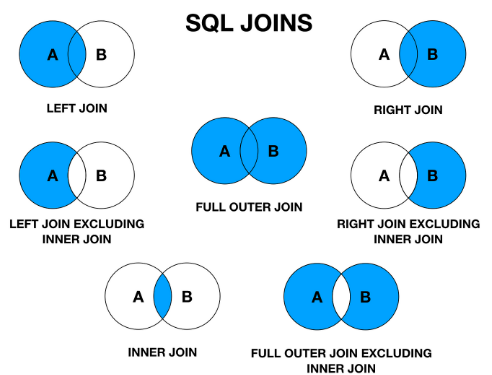 SQL JOINS
A B
LEFT JOIN
A B
RIGHT JOIN
A B
FULL OUTER JOIN
A B
LEFT JOIN EXCLUDING
INNER JOIN
A B
RIGHT JOIN EXCLUDING
INNER JOIN
A B
INNER JOIN
A B
FULL OUTER JOIN EXCLUDING
INNER JOIN